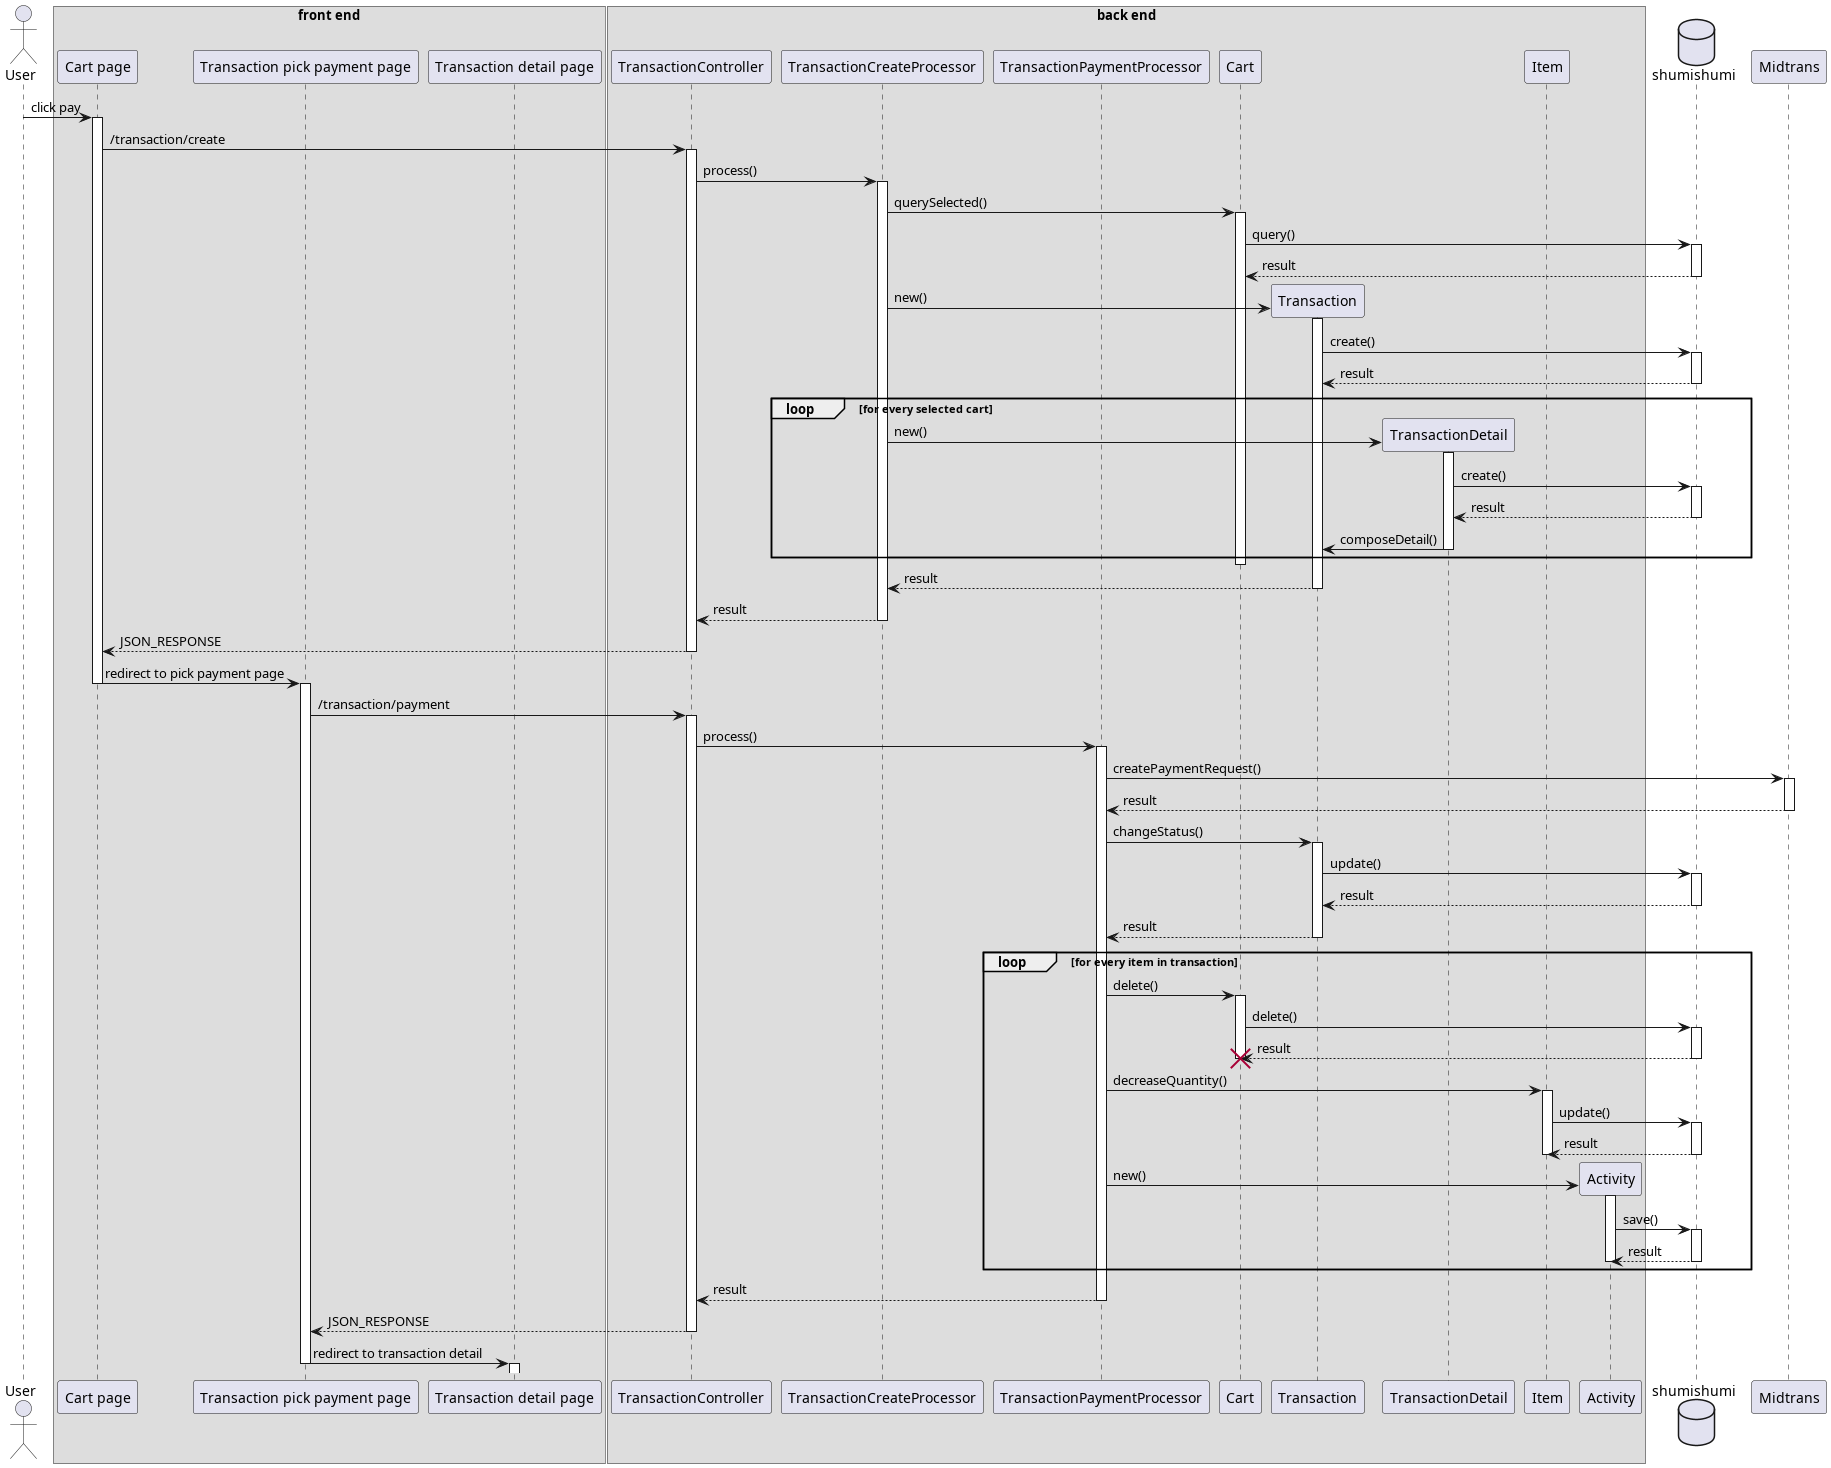 front end
back end
User
Cart page
Transaction pick payment page
Transaction detail page
TransactionController
TransactionCreateProcessor
TransactionPaymentProcessor
Cart
Item
shumishumi
Midtrans
click pay
/transaction/create
process()
querySelected()
query()
result
Transaction
new()
create()
result
loop
[for every selected cart]
TransactionDetail
new()
create()
result
composeDetail()
result
result
JSON_RESPONSE
redirect to pick payment page
/transaction/payment
process()
createPaymentRequest()
result
changeStatus()
update()
result
result
loop
[for every item in transaction]
delete()
delete()
result
decreaseQuantity()
update()
result
new()
Activity
save()
result
result
JSON_RESPONSE
redirect to transaction detail
User
Cart page
Transaction pick payment page
Transaction detail page
TransactionController
TransactionCreateProcessor
TransactionPaymentProcessor
Cart
Transaction
TransactionDetail
Item
Activity
shumishumi
Midtrans